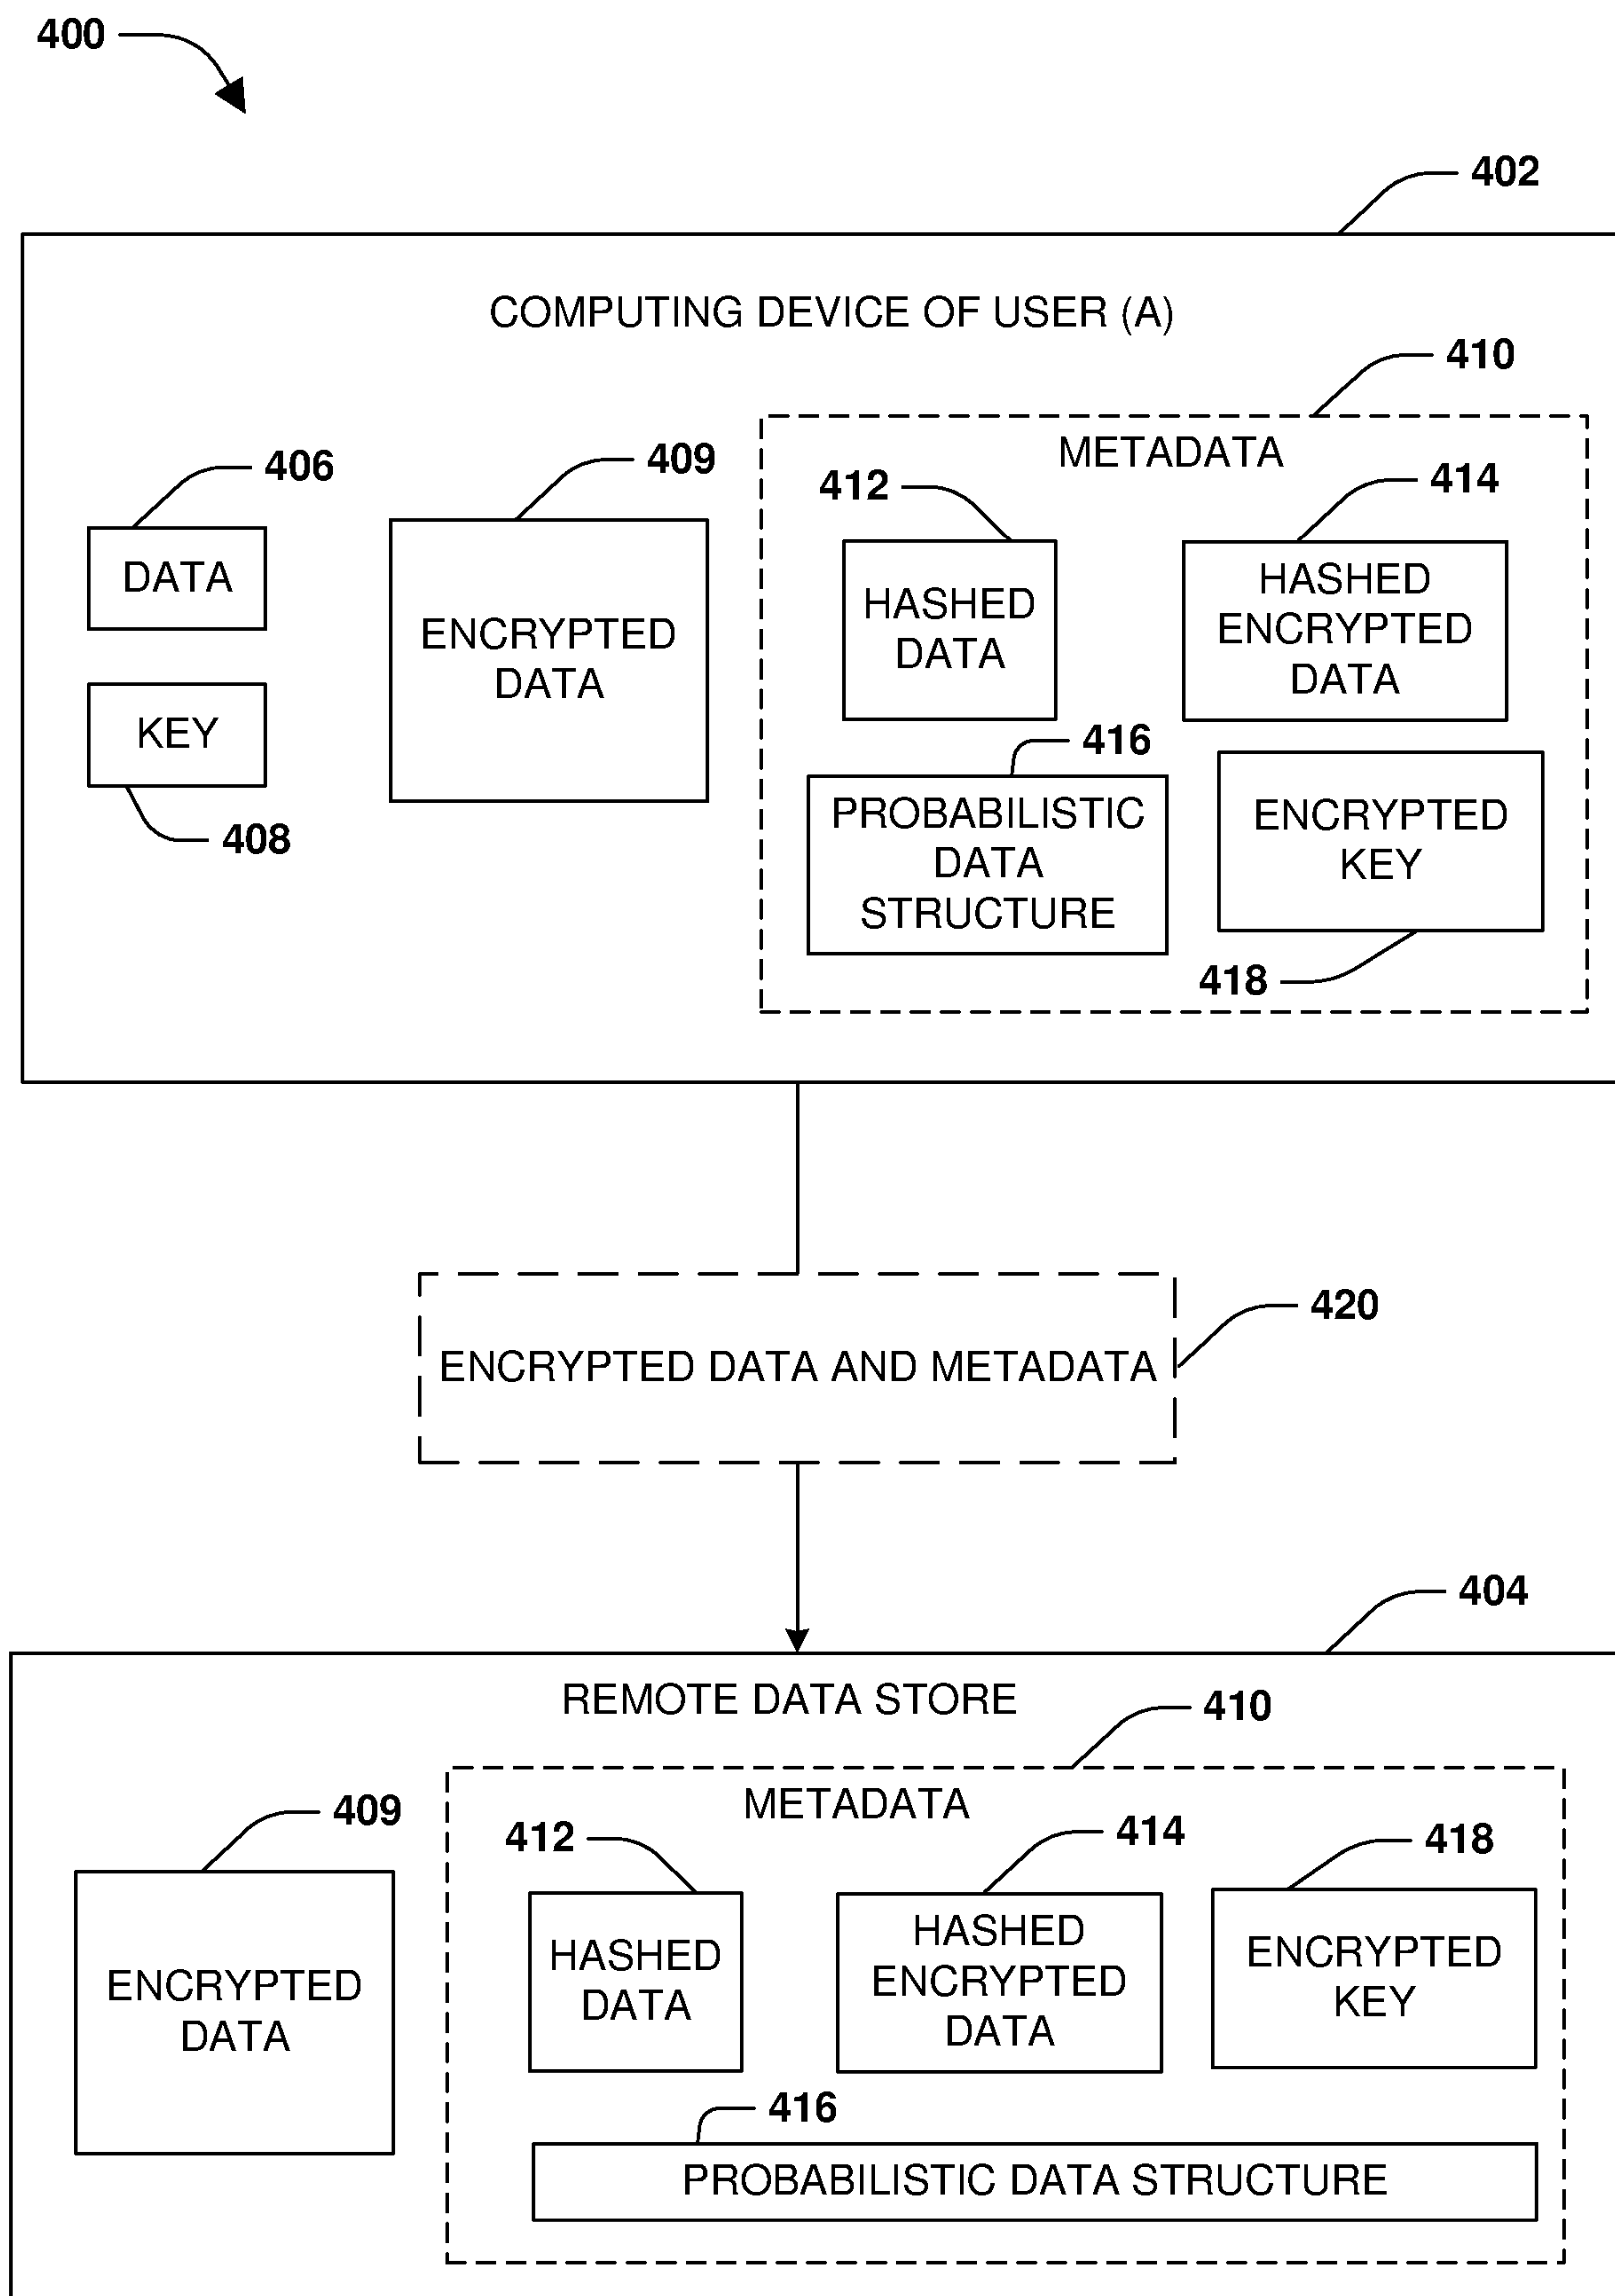 400
402
COMPUTING DEVICE OF USER (A)
410
METADATA
406
409
412
414
DATA
ENCRYPTED
DATA
HASHED
DATA
HASHED
ENCRYPTED
DATA
KEY
408
416
PROBABILISTIC
DATA
STRUCTURE
ENCRYPTED
KEY
418
420
ENCRYPTED DATA AND METADATA
404
REMOTE DATA STORE
410
METADATA
409
412
414
418
ENCRYPTED
DATA
HASHED
DATA
HASHED
ENCRYPTED
DATA
ENCRYPTED
KEY
416
PROBABILISTIC DATA STRUCTURE